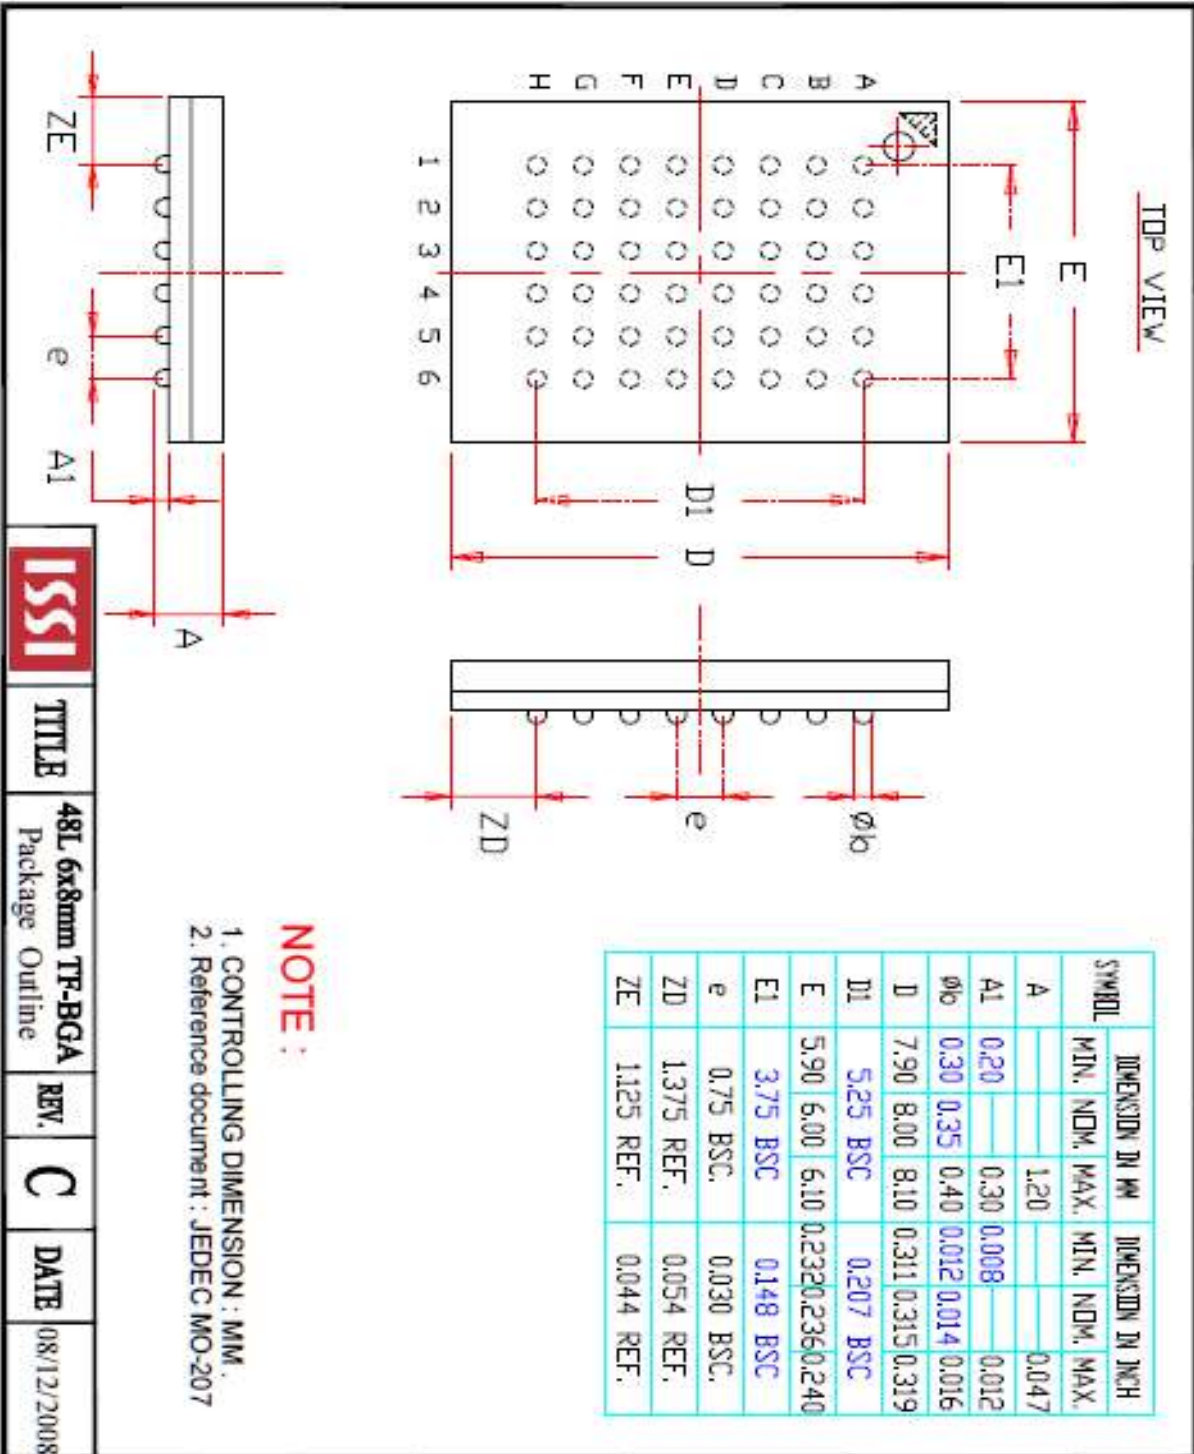 TOP VIEW
E
E1
A
B
C
D
E
F
G
H
1 2 3 4 5 6
D1
D
Øb
e
ZD
ZE
e
A1
A
SYMBOL DIMENSION IN MM DIMENSION IN INCH
MIN. NOM. MAX. MIN. NOM. MAX.
A 1.20 0.047
A1 0.20 0.30 0.008 0.012
Øb 0.30 0.35 0.40 0.012 0.014 0.016
D 7.90 8.00 8.10 0.311 0.315 0.319
D1 5.25 BSC 0.207 BSC
E 5.90 6.00 6.10 0.232 0.236 0.240
E1 3.75 BSC 0.148 BSC
e 0.75 BSC. 0.030 BSC.
ZD 1.375 REF. 0.054 REF.
ZE 1.125 REF. 0.044 REF.
NOTE :
1. CONTROLLING DIMENSION : MM .
2. Reference document : JEDEC MO-207
ISSI TITLE 48L 6x8mm TF-BGA
Package Outline
REV. C DATE 08/12/2008